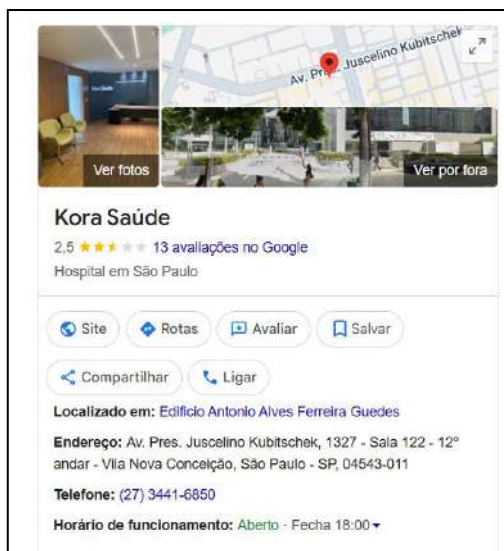 Av. Pres. Juscelino Kubitschek
Ver fotos
Ver por fora
Kora Saúde
2,5 13 avaliações no Google
Hospital em São Paulo
Site Rotas Avaliar Salvar
Compartilhar Ligar
Localizado em: Edifício Antonio Alves Ferreira Guedes
Endereço: Av. Pres. Juscelino Kubitschek, 1327 - Sala 122 - 12°
andar - Vila Nova Conceição, São Paulo - SP, 04543-011
Telefone: (27) 3441-6850
Horário de funcionamento: Aberto · Fecha 18:00